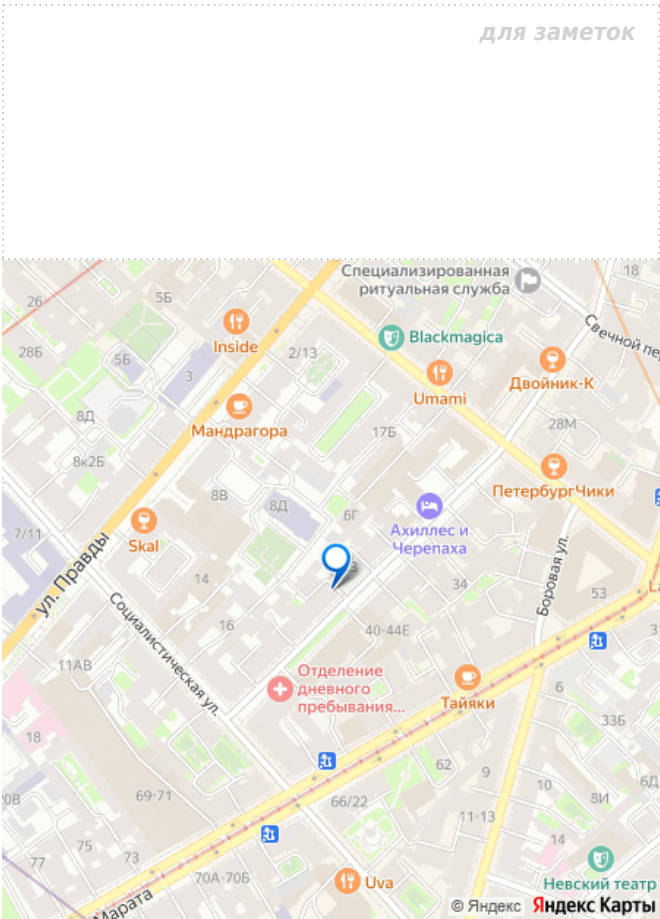 для заметок
Специализированная
ритуальная служба
18
26
5Б
Inside
Свечной пер
Blackmagica
28Б
5Б
2/13
3
Umami
Двойник-К
8Д
Мандрагора
17Б
28М
8к2Б
8В
8Д
6Г
ПетербургЧики
Ахиллес и
Черепаха
7/11
Skal
ул. Правды
14
34
Боровая ул.
53
Социалистическая ул.
16
40-44Е
11АВ
Отделение
дневного
пребывания...
Тайяки
6
33Б
18
62
9
10
8И
6Д
69-71
66/22
11-13
14
75
73
77
70А-70Б
Uva
Невский театр
Марата
© Яндекс Яндекс Карты